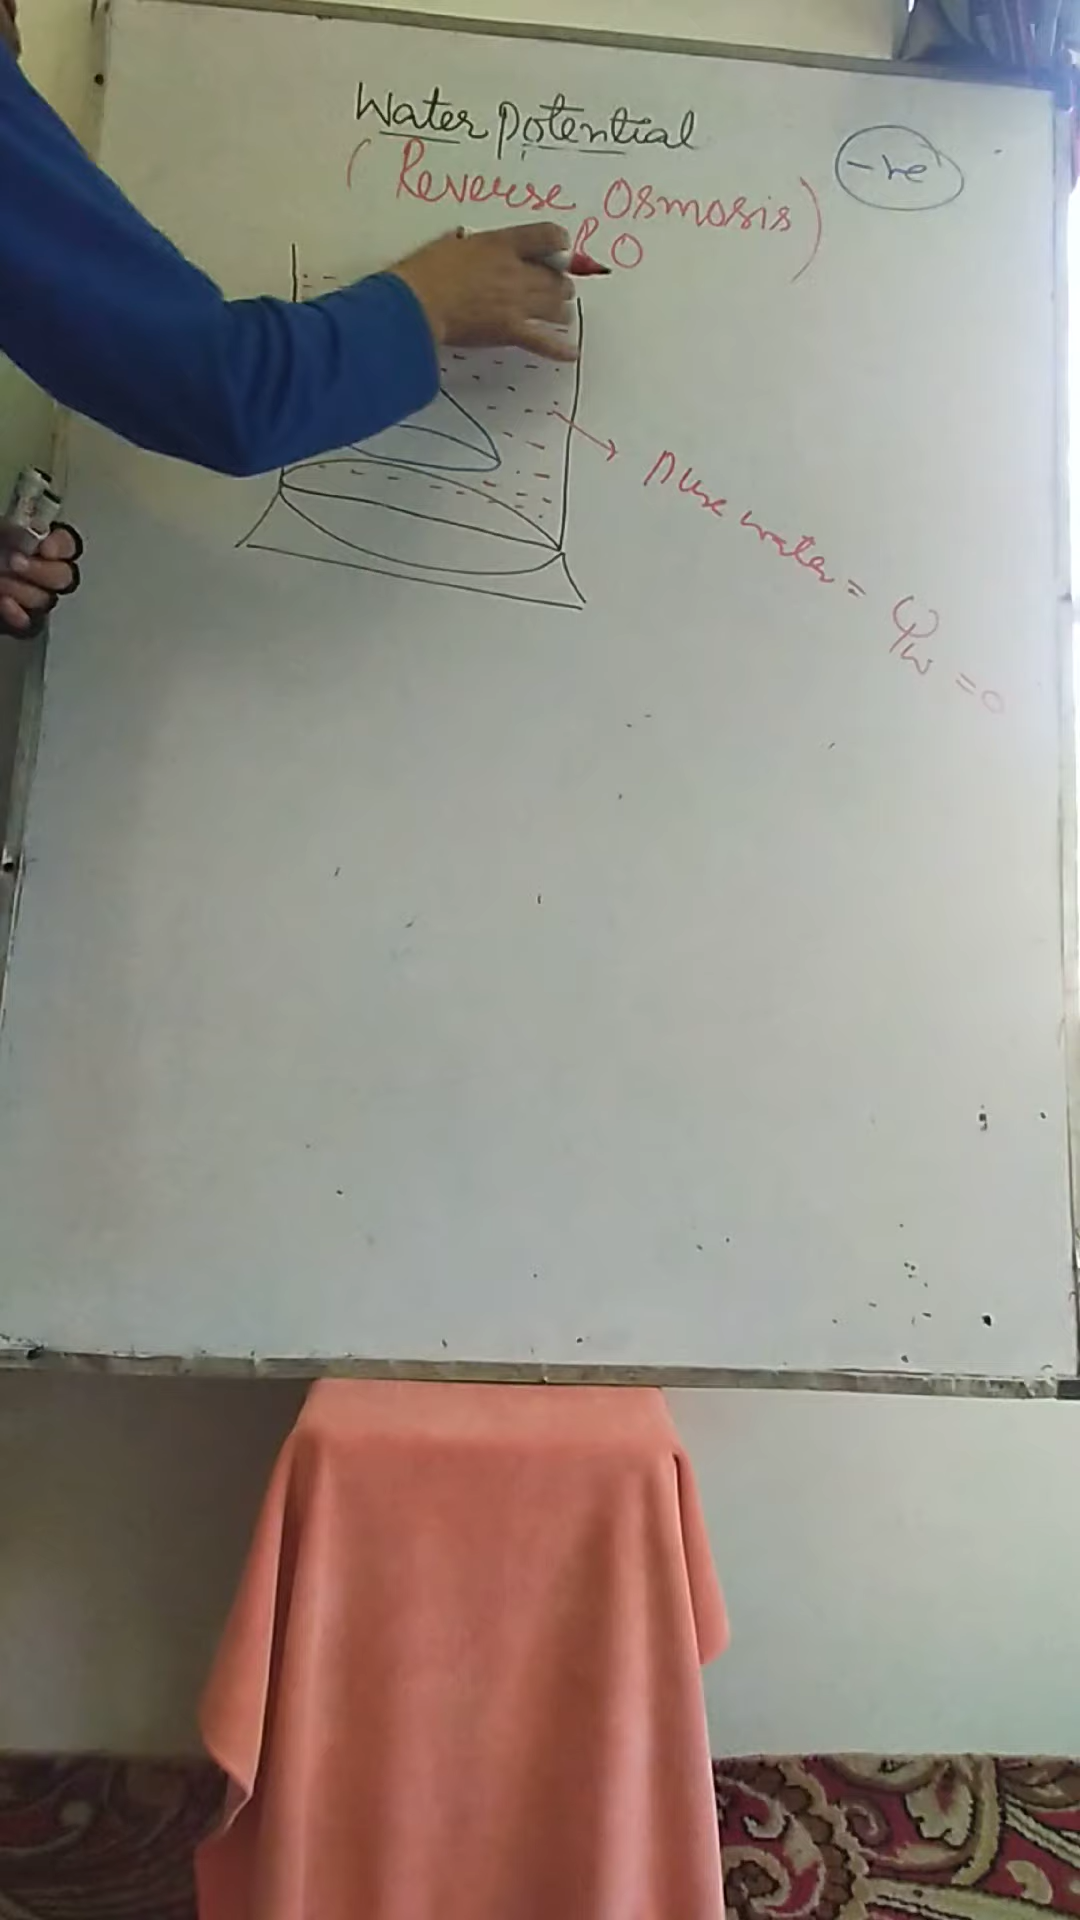 Water potential
-ve
( Reverse Osmosis)
RO
pure water = Ψw = 0